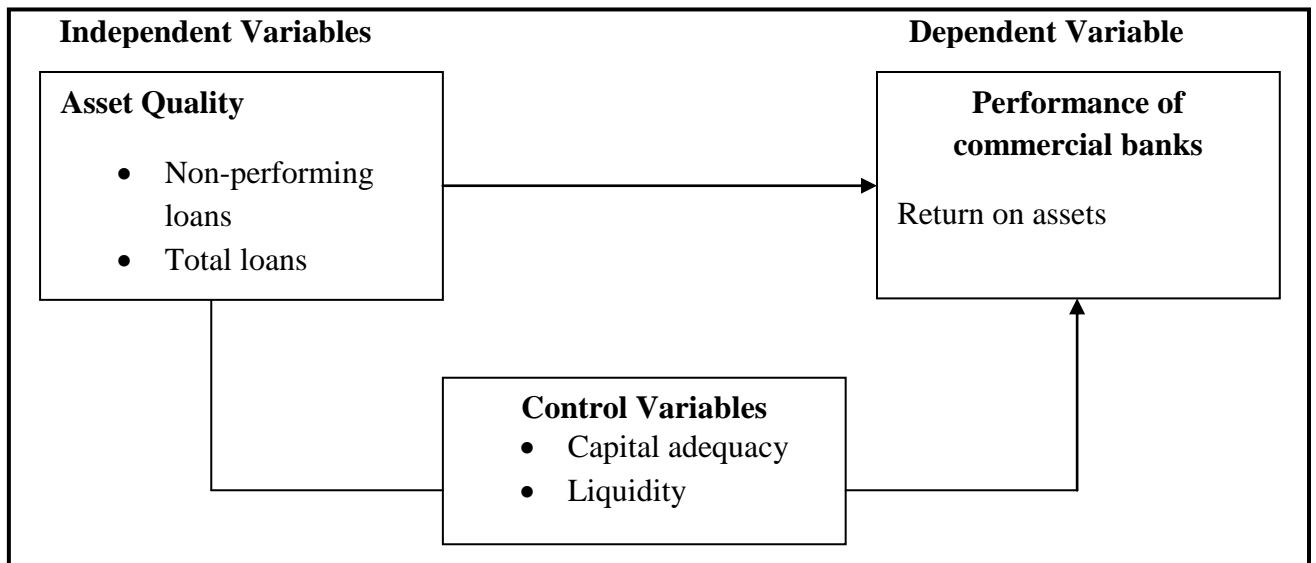 Independent Variables
Dependent Variable
Asset Quality
• Non-performing
loans
• Total loans
Performance of
commercial banks
Return on assets
Control Variables
• Capital adequacy
• Liquidity